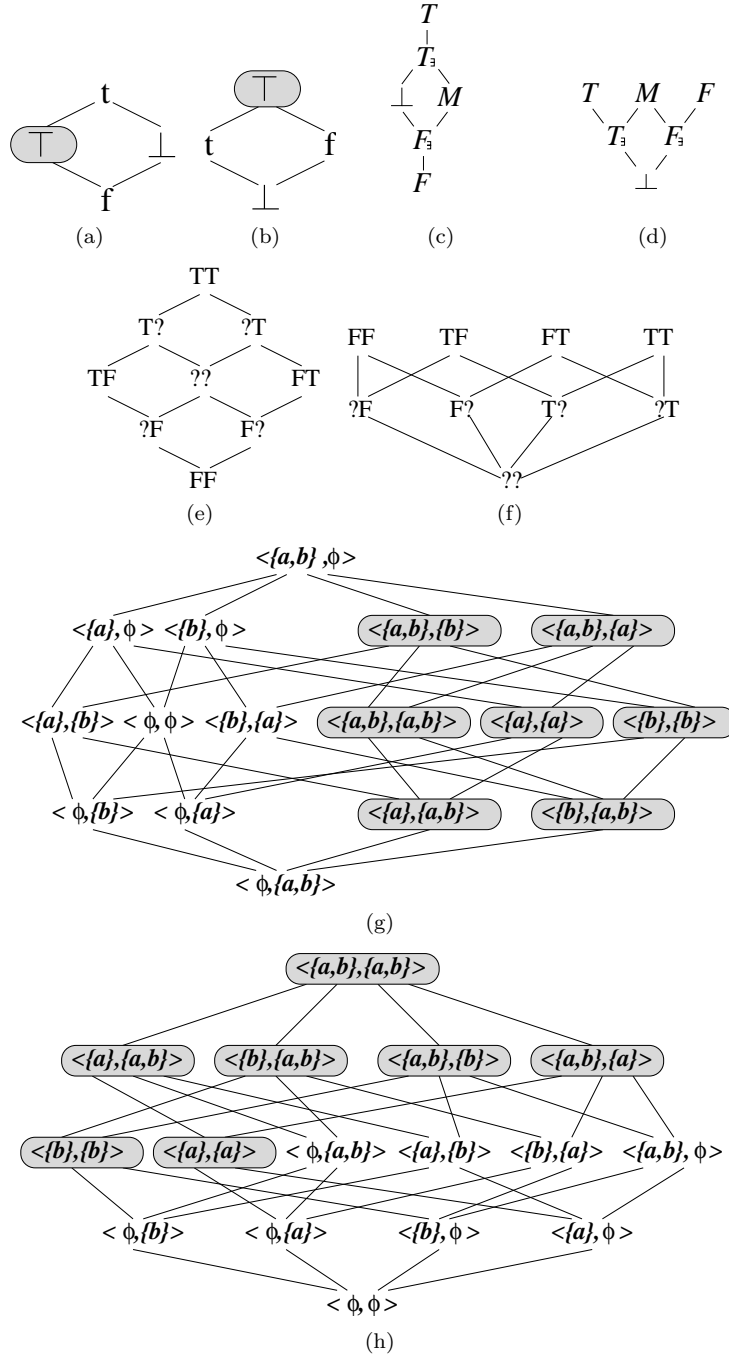 t
⊤
⊥
f
(a)
⊤
t f
⊥
(b)
T
T∃
⊥ M
F∃
F
(c)
T M F
T∃ F∃
⊥
(d)
TT
T? ?T
TF ?? FT
?F F?
FF
(e)
FF TF FT TT
?F F? T? ?T
??
(f)
<{a,b} ,ϕ>
<{a},ϕ> <{b},ϕ> <{a,b},{b}> <{a,b},{a}>
<{a},{b}> <ϕ,ϕ> <{b},{a}> <{a,b},{a,b}> <{a},{a}> <{b},{b}>
<ϕ,{b}> <ϕ,{a}> <{a},{a,b}> <{b},{a,b}>
<ϕ,{a,b}>
(g)
<{a,b},{a,b}>
<{a},{a,b}> <{b},{a,b}> <{a,b},{b}> <{a,b},{a}>
<{b},{b}> <{a},{a}> <ϕ,{a,b}> <{a},{b}> <{b},{a}> <{a,b},ϕ>
<ϕ,{b}> <ϕ,{a}> <{b},ϕ> <{a},ϕ>
<ϕ,ϕ>
(h)